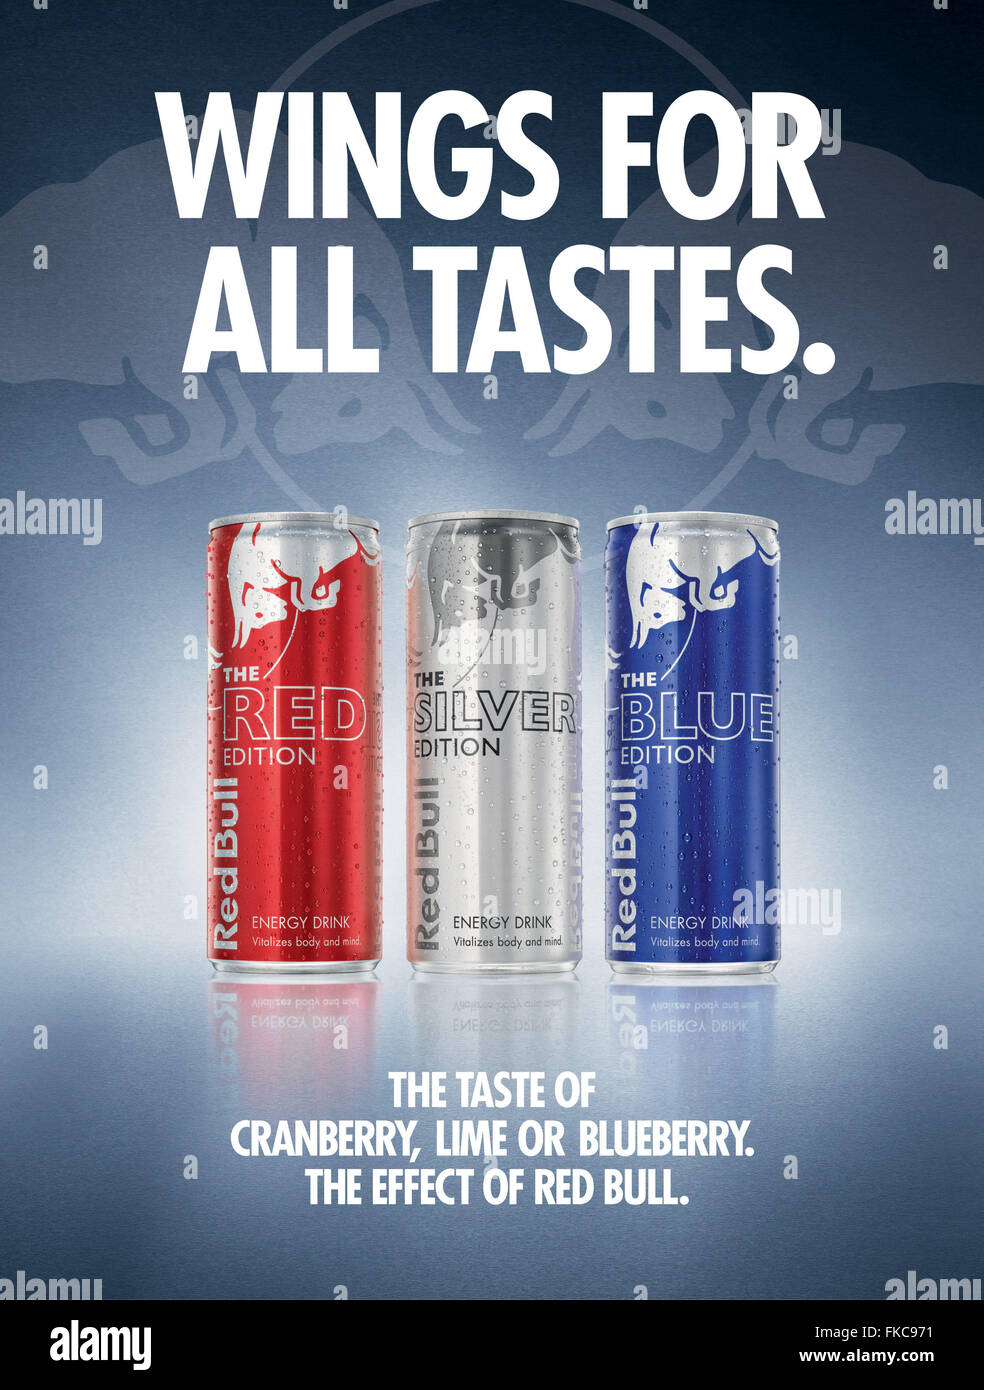 WINGS FOR
ALL TASTES.
THE
RED
EDITION
Red Bull
ENERGY DRINK
Vitalizes body and mind.
THE
SILVER
EDITION
Red Bull
ENERGY DRINK
Vitalizes body and mind.
THE
BLUE
EDITION
Red Bull
ENERGY DRINK
Vitalizes body and mind.
THE TASTE OF
CRANBERRY, LIME OR BLUEBERRY.
THE EFFECT OF RED BULL.
alamy
Image ID: FKC971
www.alamy.com